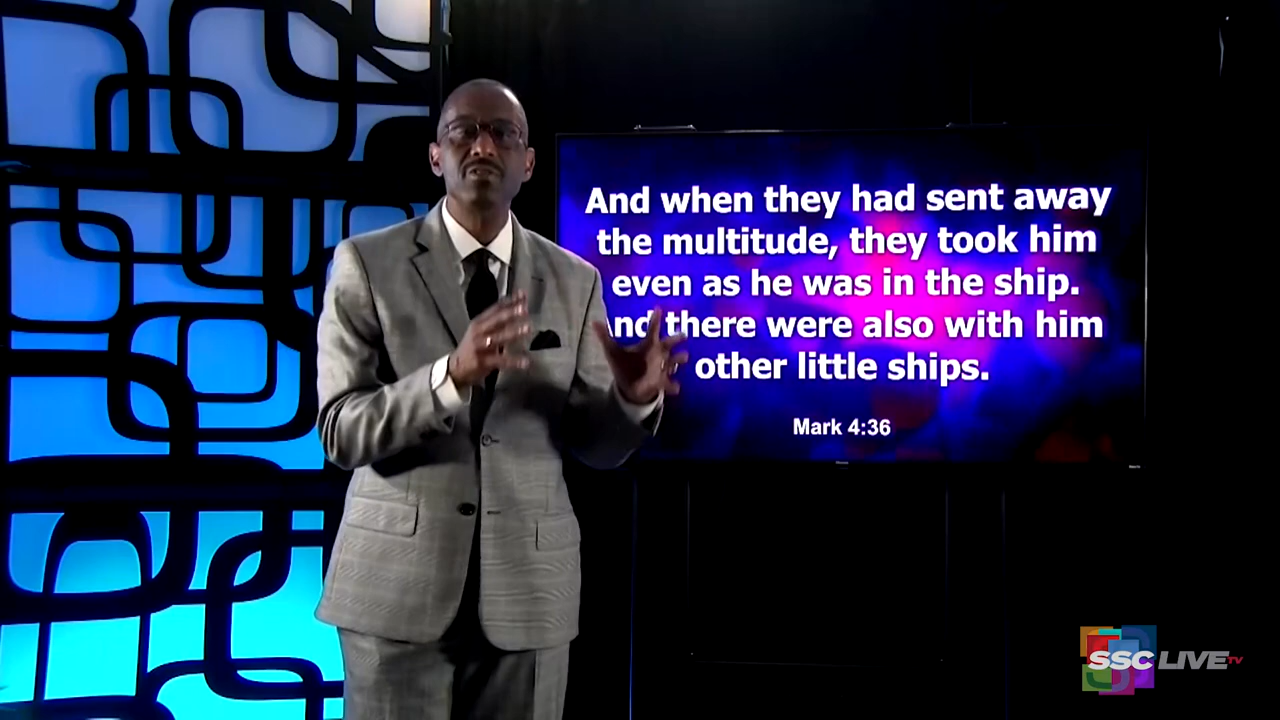 And when they had sent away
the multitude, they took him
even as he was in the ship.
And there were also with him
other little ships.
Mark 4:36
SSC LIVE TV